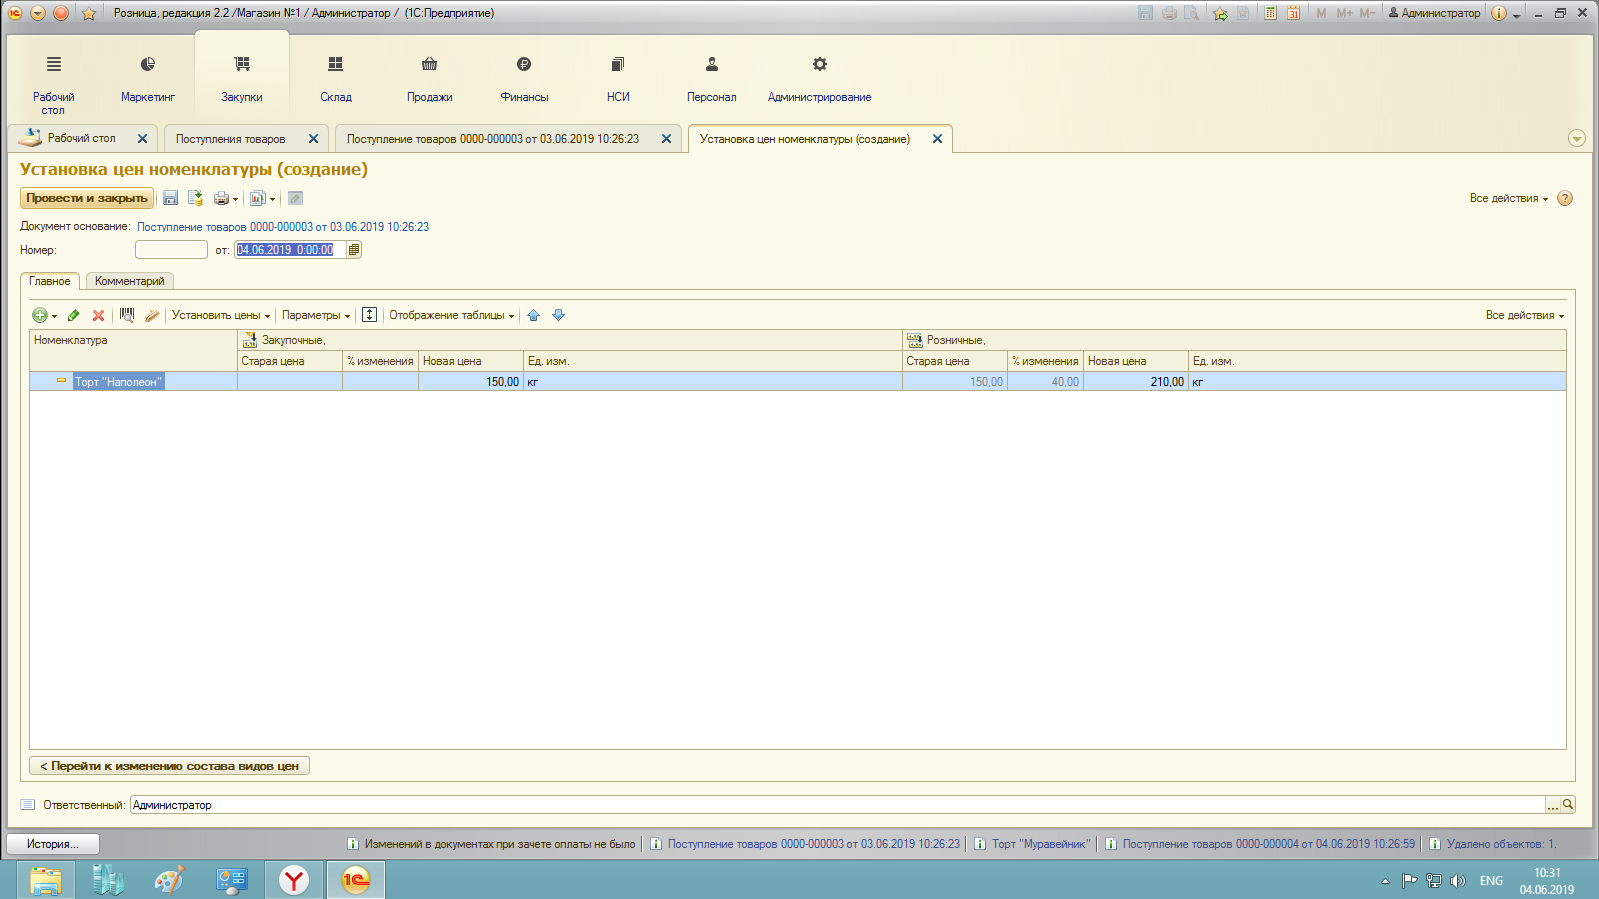 Розница, редакция 2.2 /Магазин №1 / Администратор / (1С:Предприятие)
31 M M+ M- Администратор
Рабочий стол Маркетинг Закупки Склад Продажи Финансы НСИ Персонал Администрирование
Рабочий стол Поступления товаров Поступление товаров 0000-000003 от 03.06.2019 10:26:23 Установка цен номенклатуры (создание)
Установка цен номенклатуры (создание)
Провести и закрыть Все действия ?
Документ основание: Поступление товаров 0000-000003 от 03.06.2019 10:26:23
Номер: от: 04.06.2019 0:00:00
Главное Комментарий
Установить цены Параметры Отображение таблицы Все действия
Номенклатура Закупочные, Розничные,
Старая цена % изменения Новая цена Ед. изм. Старая цена % изменения Новая цена Ед. изм.
Торт "Наполеон" 150,00 кг 150,00 40,00 210,00 кг
< Перейти к изменению состава видов цен
Ответственный: Администратор ...
История... Изменений в документах при зачете оплаты не было Поступление товаров 0000-000003 от 03.06.2019 10:26:23 Торт "Муравейник" Поступление товаров 0000-000004 от 04.06.2019 10:26:59 Удалено объектов: 1.
ENG 10:31
04.06.2019